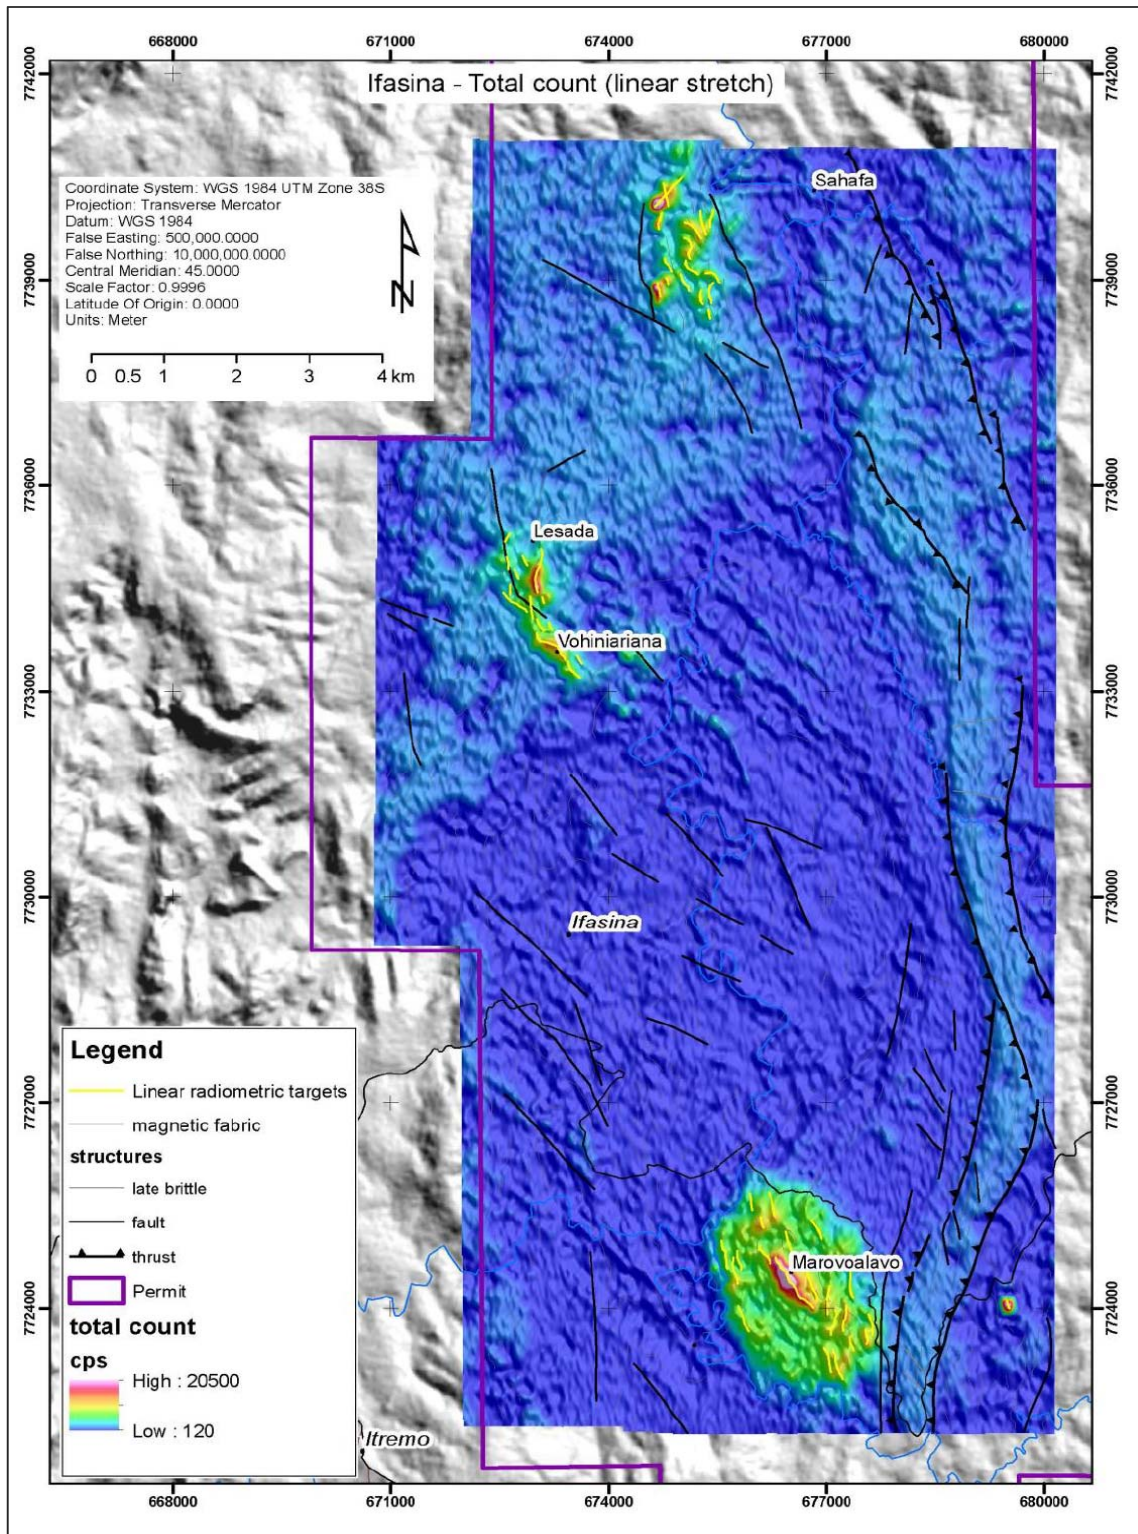 668000 671000 674000 677000 680000
7742000 7742000
Ifasina - Total count (linear stretch)
Coordinate System: WGS 1984 UTM Zone 38S
Projection: Transverse Mercator
Datum: WGS 1984
False Easting: 500,000.0000
False Northing: 10,000,000.0000
Central Meridian: 45.0000
Scale Factor: 0.9996
Latitude Of Origin: 0.0000
Units: Meter
N
0 0.5 1 2 3 4 km
Sahafa
7739000 7739000
7736000 7736000
Lesada
Vohiniariana
7733000 7733000
7730000 7730000
Ifasina
7727000 7727000
Legend
Linear radiometric targets
magnetic fabric
structures
late brittle
fault
thrust
Permit
total count
cps
High : 20500
Low : 120
Marovoalavo
7724000 7724000
Itremo
668000 671000 674000 677000 680000